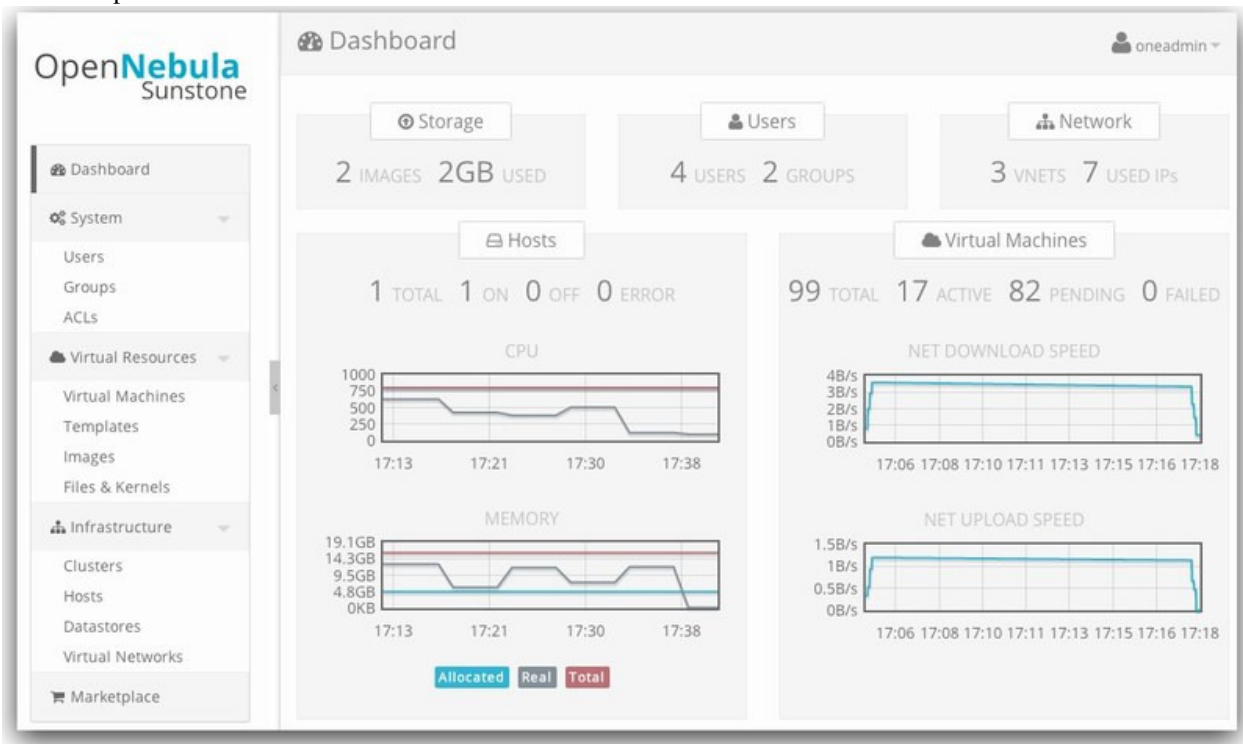 OpenNebula
Sunstone
Dashboard
oneadmin
Dashboard
System
Users
Groups
ACLs
Virtual Resources
Virtual Machines
Templates
Images
Files & Kernels
Infrastructure
Clusters
Hosts
Datastores
Virtual Networks
Marketplace
Storage
2 IMAGES 2GB USED
Users
4 USERS 2 GROUPS
Network
3 VNETS 7 USED IPs
Hosts
1 TOTAL 1 ON 0 OFF 0 ERROR
CPU
1000
750
500
250
0
17:13 17:21 17:30 17:38
MEMORY
19.1GB
14.3GB
9.5GB
4.8GB
0KB
17:13 17:21 17:30 17:38
Allocated Real Total
Virtual Machines
99 TOTAL 17 ACTIVE 82 PENDING 0 FAILED
NET DOWNLOAD SPEED
4B/s
3B/s
2B/s
1B/s
0B/s
17:06 17:08 17:10 17:11 17:13 17:15 17:16 17:18
NET UPLOAD SPEED
1.5B/s
1B/s
0.5B/s
0B/s
17:06 17:08 17:10 17:11 17:13 17:15 17:16 17:18